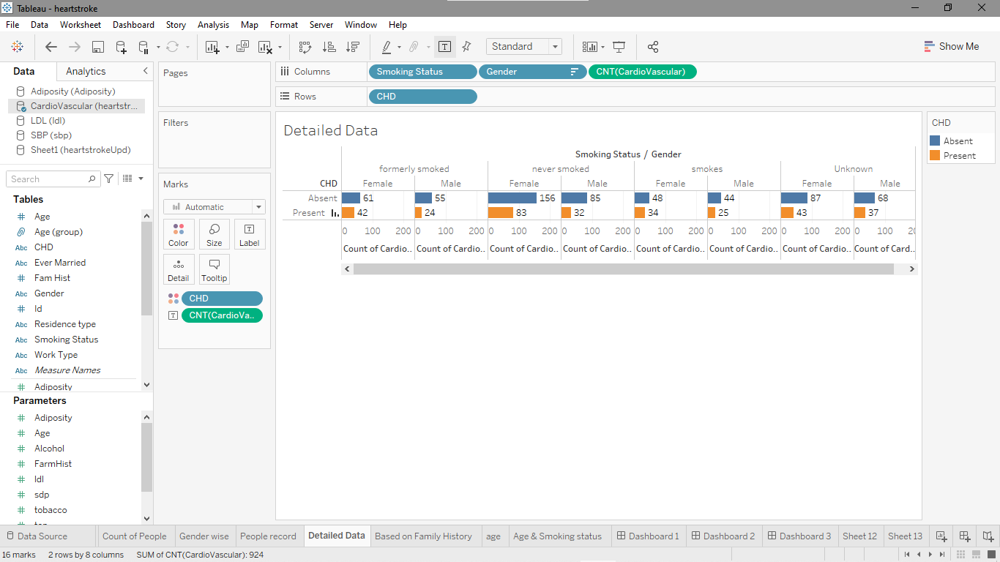 Tableau - heartstroke
File Data Worksheet Dashboard Story Analysis Map Format Server Window Help
Standard
Show Me
Data Analytics
Adiposity (Adiposity)
CardioVascular (heartstr...
LDL (ldl)
SBP (sbp)
Sheet1 (heartstrokeUpd)
Search
Tables
# Age
Age (group)
Abc CHD
Abc Ever Married
# Fam Hist
Abc Gender
# Id
Abc Residence type
Abc Smoking Status
Abc Work Type
Abc Measure Names
# Adiposity
Parameters
# Adiposity
# Age
# Alcohol
# FarmHist
# ldl
# sdp
# tobacco
Pages
Filters
Marks
Automatic
Color Size Label
Detail Tooltip
CHD
CNT(CardioVa..
Columns Smoking Status Gender CNT(CardioVascular)
Rows CHD
Detailed Data
Smoking Status / Gender
formerly smoked never smoked smokes Unknown
CHD Female Male Female Male Female Male Female Male
Absent 61 55 156 85 48 44 87 68
Present 42 24 83 32 34 25 43 37
0 100 200 0 100 200 0 100 200 0 100 200 0 100 200 0 100 200 0 100 200 0 100
Count of Cardio.. Count of Cardio.. Count of Cardio.. Count of Cardio.. Count of Cardio.. Count of Cardio.. Count of Cardio.. Count of Card..
CHD
Absent
Present
Data Source Count of People Gender wise People record Detailed Data Based on Family History age Age & Smoking status Dashboard 1 Dashboard 2 Dashboard 3 Sheet 12 Sheet 13
16 marks 2 rows by 8 columns SUM of CNT(CardioVascular): 924